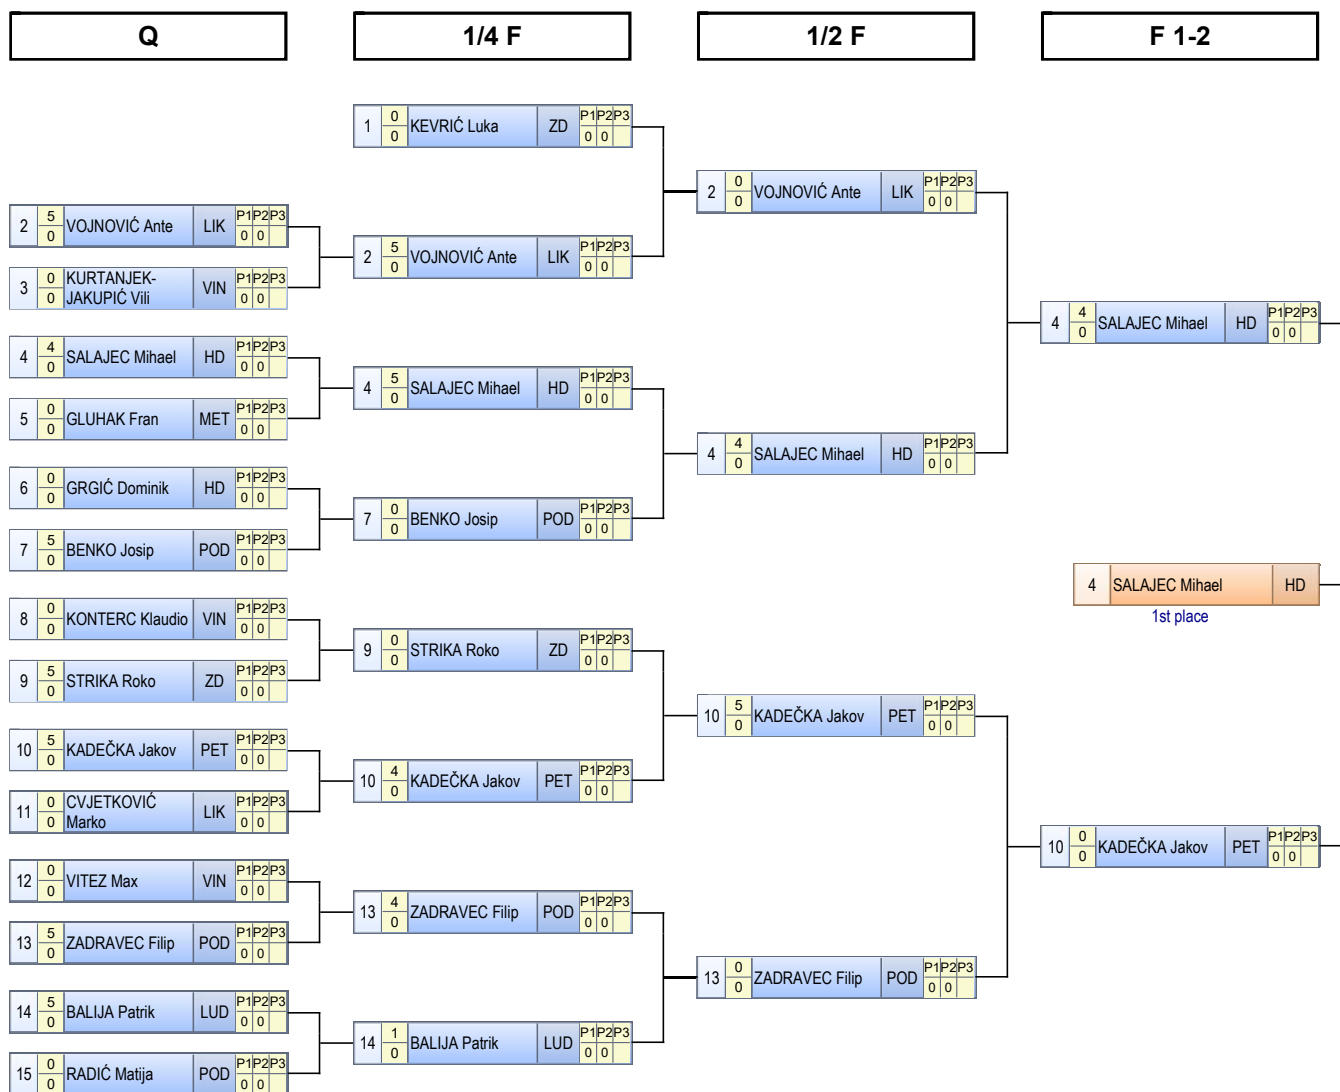 Q
1/4 F
1/2 F
F 1-2
1 0 KEVRIĆ Luka ZD P1 P2 P3
0 0 0
2 0 VOJNOVIĆ Ante LIK P1 P2 P3
0 0 0
2 5 VOJNOVIĆ Ante LIK P1 P2 P3
0 0 0
2 5 VOJNOVIĆ Ante LIK P1 P2 P3
0 0 0
3 0 KURTANJEK- VIN P1 P2 P3
0 JAKUPIĆ Vili 0 0
4 4 SALAJEC Mihael HD P1 P2 P3
0 0 0
4 4 SALAJEC Mihael HD P1 P2 P3
0 0 0
4 5 SALAJEC Mihael HD P1 P2 P3
0 0 0
5 0 GLUHAK Fran MET P1 P2 P3
0 0 0
4 4 SALAJEC Mihael HD P1 P2 P3
0 0 0
6 0 GRGIĆ Dominik HD P1 P2 P3
0 0 0
7 0 BENKO Josip POD P1 P2 P3
0 0 0
7 5 BENKO Josip POD P1 P2 P3
0 0 0
4 SALAJEC Mihael HD
1st place
8 0 KONTERC Klaudio VIN P1 P2 P3
0 0 0
9 0 STRIKA Roko ZD P1 P2 P3
0 0 0
9 5 STRIKA Roko ZD P1 P2 P3
0 0 0
10 5 KADEČKA Jakov PET P1 P2 P3
0 0 0
10 5 KADEČKA Jakov PET P1 P2 P3
0 0 0
10 4 KADEČKA Jakov PET P1 P2 P3
0 0 0
11 0 CVJETKOVIĆ LIK P1 P2 P3
0 Marko 0 0
10 0 KADEČKA Jakov PET P1 P2 P3
0 0 0
12 0 VITEZ Max VIN P1 P2 P3
0 0 0
13 4 ZADRAVEC Filip POD P1 P2 P3
0 0 0
13 5 ZADRAVEC Filip POD P1 P2 P3
0 0 0
13 0 ZADRAVEC Filip POD P1 P2 P3
0 0 0
14 5 BALIJA Patrik LUD P1 P2 P3
0 0 0
14 1 BALIJA Patrik LUD P1 P2 P3
0 0 0
15 0 RADIĆ Matija POD P1 P2 P3
0 0 0